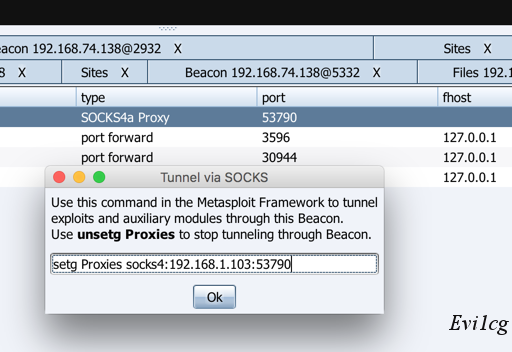 eacon 192.168.74.138@2932 X Sites X
8 X Sites X Beacon 192.168.74.138@5332 X Files 192.1
type port fhost
SOCKS4a Proxy 53790
port forward 3596 127.0.0.1
port forward 30944 127.0.0.1
127.0.0.1
Tunnel via SOCKS
Use this command in the Metasploit Framework to tunnel
exploits and auxiliary modules through this Beacon.
Use unsetg Proxies to stop tunneling through Beacon.
setg Proxies socks4:192.168.1.103:53790
Ok
Evi1cg